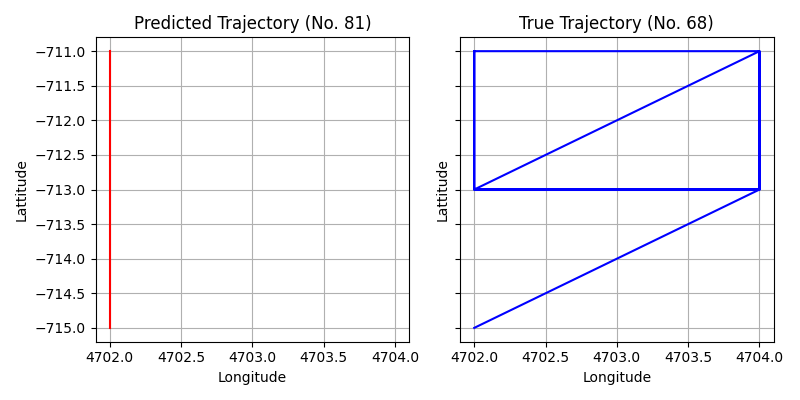 Predicted Trajectory (No. 81)
Lattitude
−711.0
−711.5
−712.0
−712.5
−713.0
−713.5
−714.0
−714.5
−715.0
4702.0 4702.5 4703.0 4703.5 4704.0
Longitude
True Trajectory (No. 68)
Lattitude
4702.0 4702.5 4703.0 4703.5 4704.0
Longitude